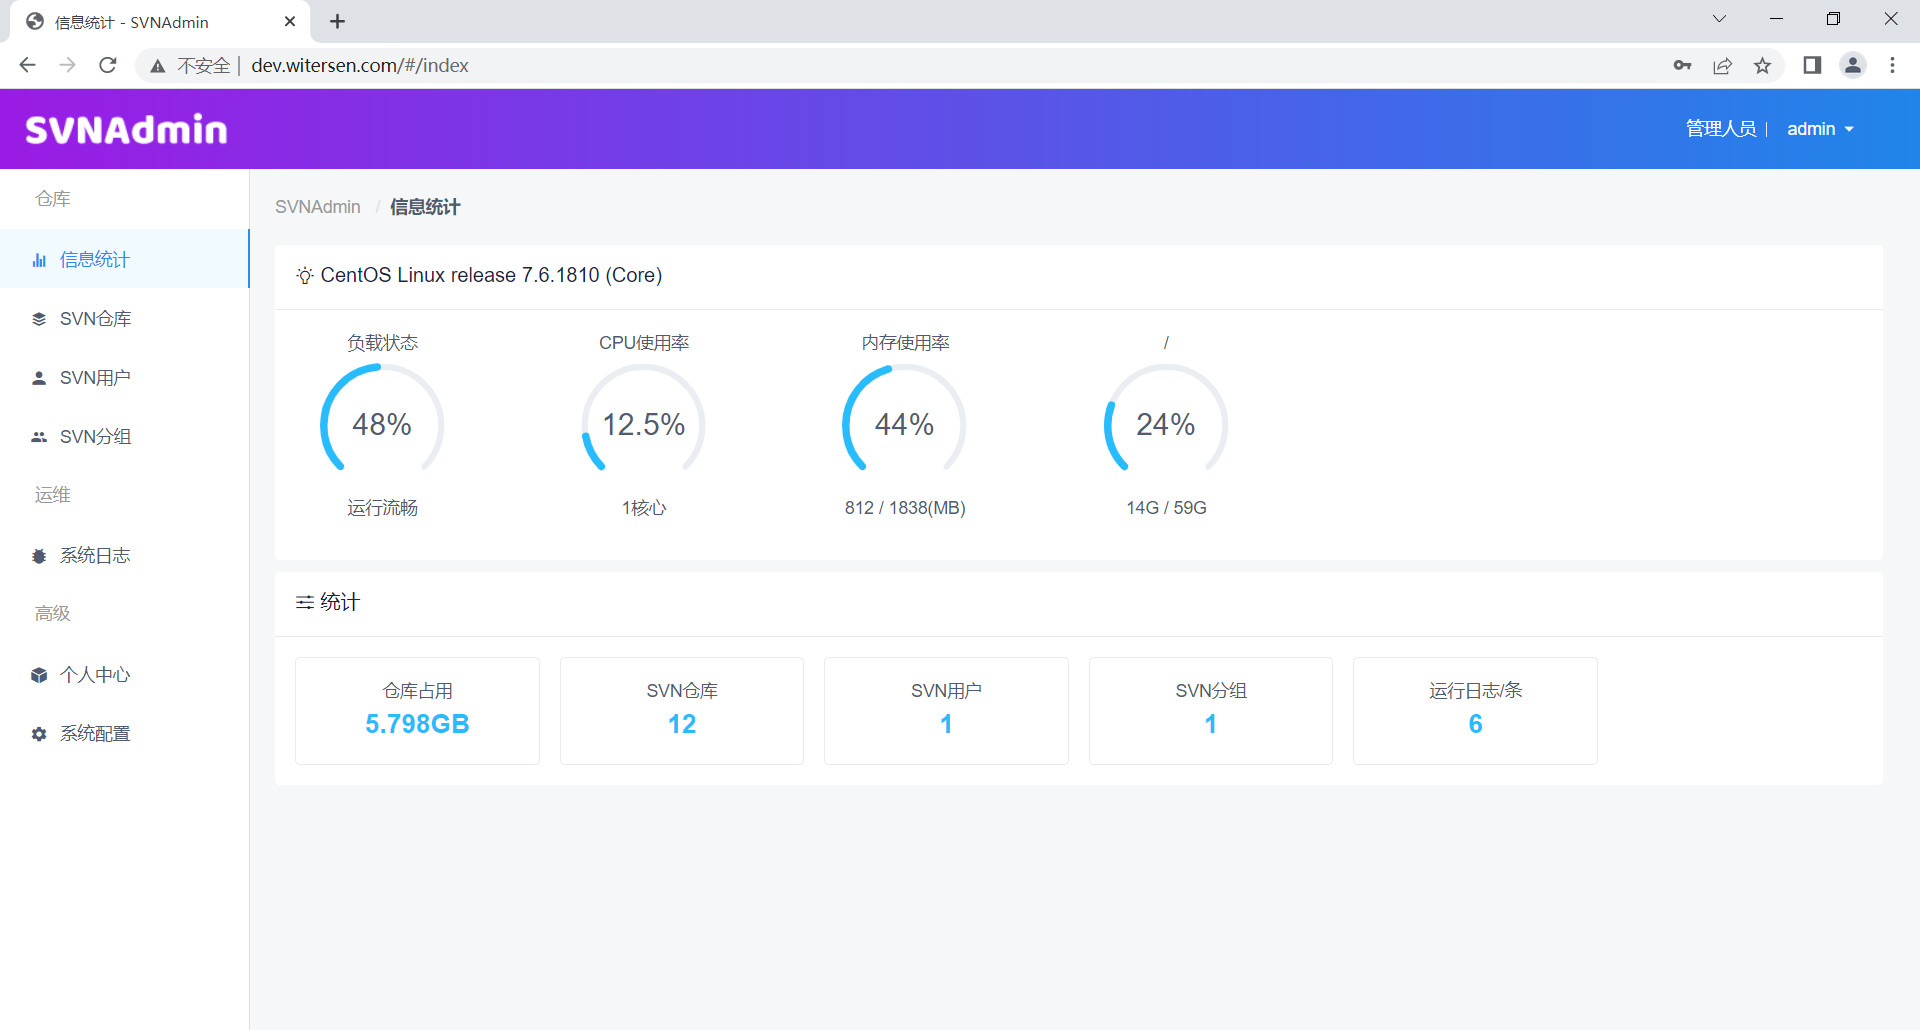 信息统计 - SVNAdmin
不安全 | dev.witersen.com/#/index
SVNAdmin
管理人员 | admin
仓库
信息统计
SVN仓库
SVN用户
SVN分组
运维
系统日志
高级
个人中心
系统配置
SVNAdmin / 信息统计
CentOS Linux release 7.6.1810 (Core)
负载状态
48%
运行流畅
CPU使用率
12.5%
1核心
内存使用率
44%
812 / 1838(MB)
/
24%
14G / 59G
统计
仓库占用
5.798GB
SVN仓库
12
SVN用户
1
SVN分组
1
运行日志/条
6